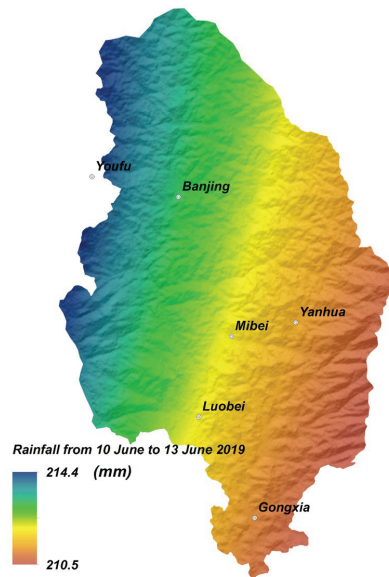 Youfu
Banjing
Yanhua
Mibei
Luobei
Rainfall from 10 June to 13 June 2019
214.4 (mm)
Gongxia
210.5